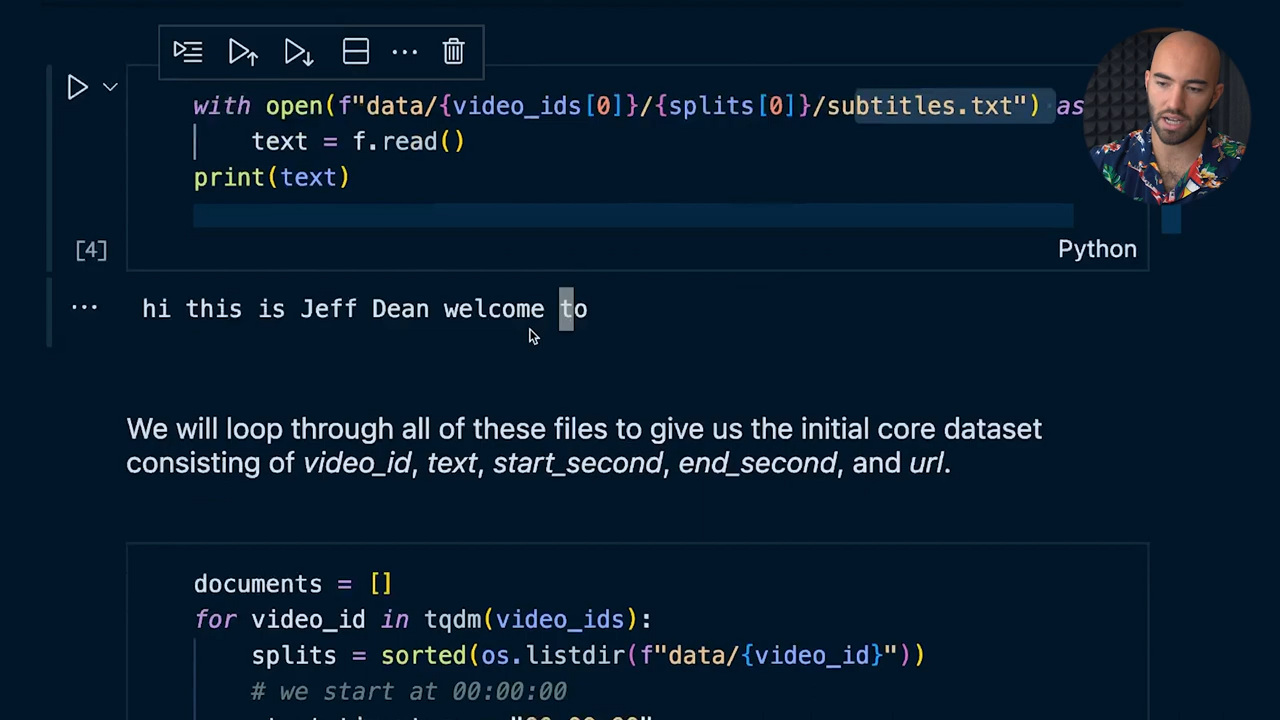 with open(f"data/{video_ids[0]}/{splits[0]}/subtitles.txt") as
text = f.read()
print(text)
[4]
Python
hi this is Jeff Dean welcome to
We will loop through all of these files to give us the initial core dataset
consisting of video_id, text, start_second, end_second, and url.
documents = []
for video_id in tqdm(video_ids):
splits = sorted(os.listdir(f"data/{video_id}"))
# we start at 00:00:00